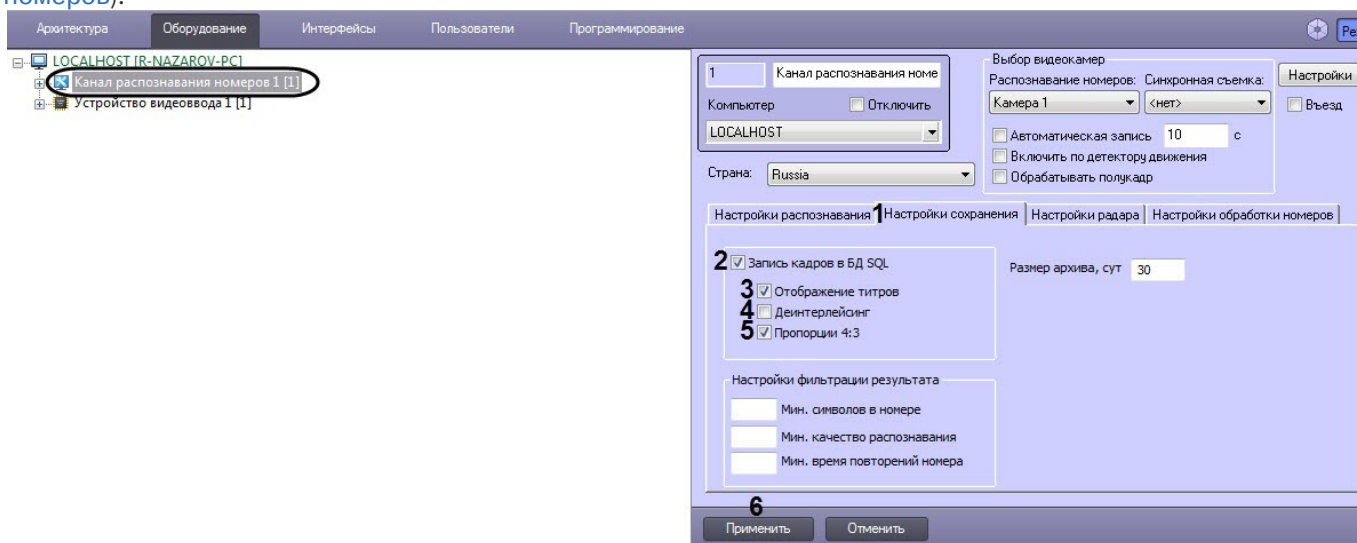 номеров).
Архитектура Оборудование Интерфейсы Пользователи Программирование Ре
LOCALHOST [R-NAZAROV-PC]
Канал распознавания номеров 1 [1]
Устройство видеоввода 1 [1]
1 Канал распознавания номе
Компьютер Отключить
LOCALHOST
Страна: Russia
Выбор видеокамер
Распознавание номеров: Синхронная съемка: Настройки
Камера 1 <нет> Въезд
Автоматическая запись 10 с
Включить по детектору движения
Обрабатывать полукадр
Настройки распознавания 1 Настройки сохранения Настройки радара Настройки обработки номеров
2 Запись кадров в БД SQL
Размер архива, сут 30
3 Отображение титров
4 Деинтерлейсинг
5 Пропорции 4:3
Настройки фильтрации результата
Мин. символов в номере
Мин. качество распознавания
Мин. время повторений номера
6
Применить Отменить